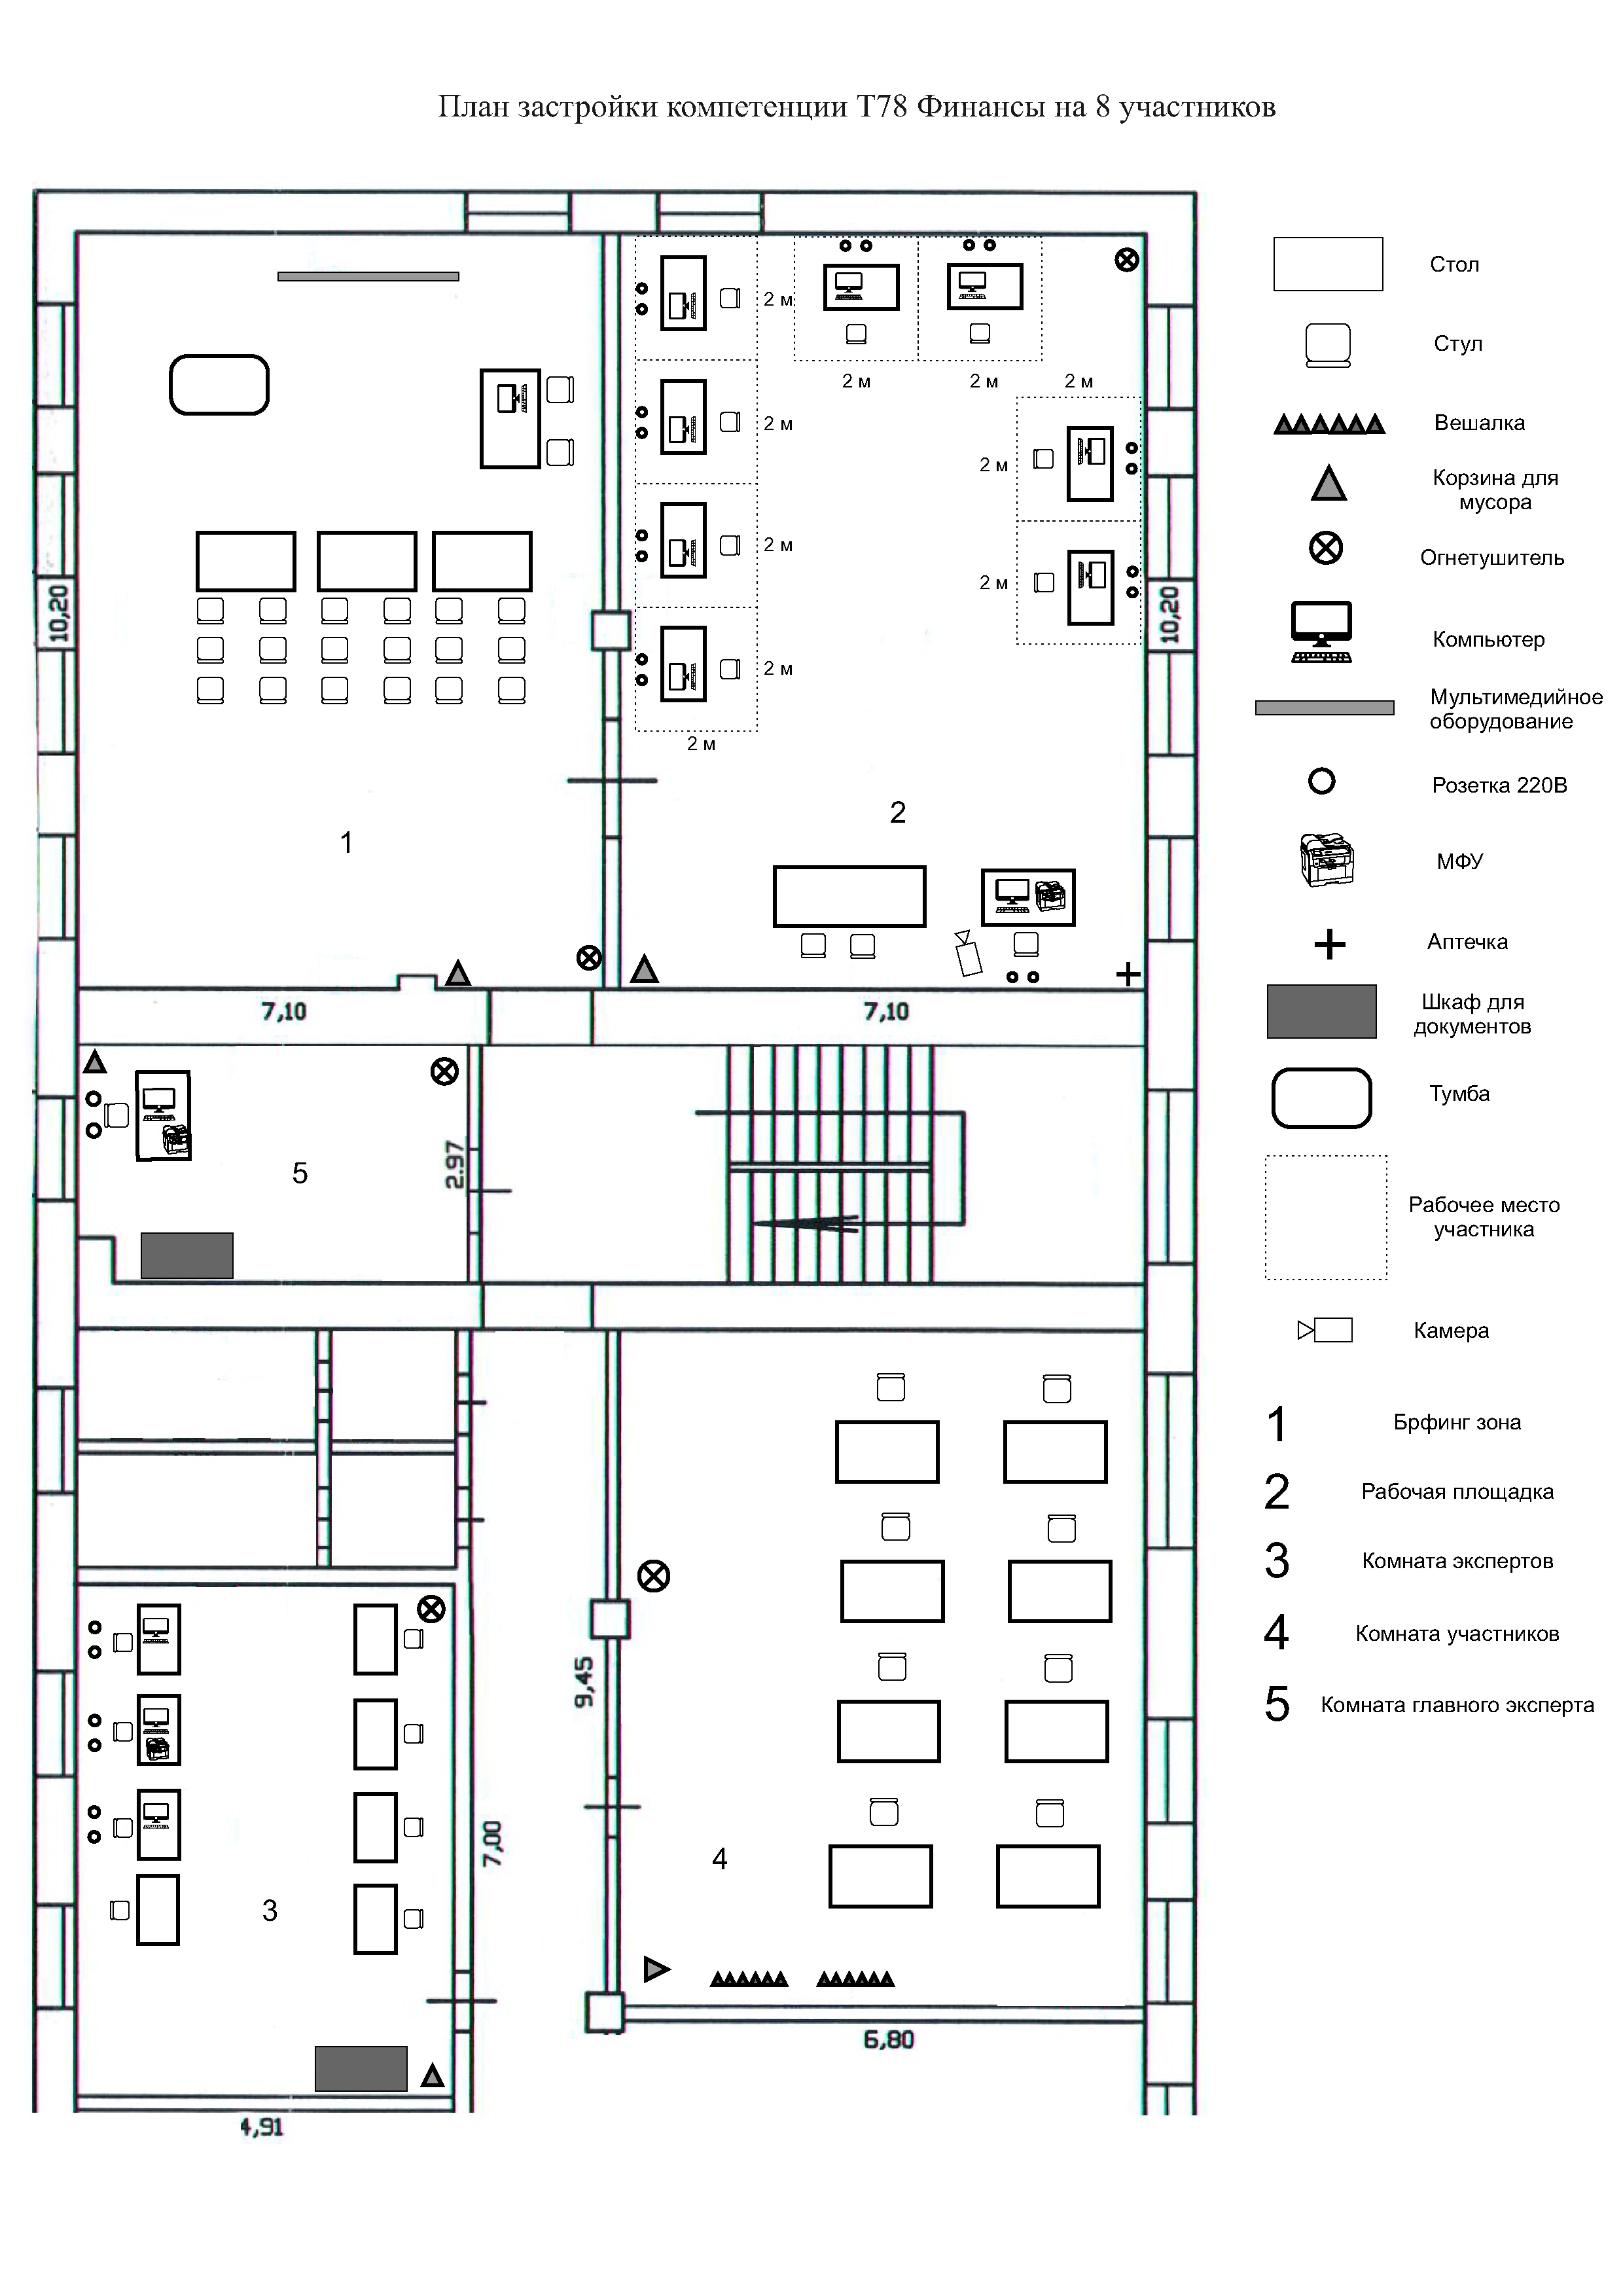 План застройки компетенции Т78 Финансы на 8 участников
Стол
Стул
Вешалка
Корзина для
мусора
Огнетушитель
Компьютер
Мультимедийное
оборудование
Розетка 220В
МФУ
Аптечка
Шкаф для
документов
Тумба
Рабочее место
участника
Камера
1 Брфинг зона
2 Рабочая площадка
3 Комната экспертов
4 Комната участников
5 Комната главного эксперта
2 м
2 м
2 м
2 м
2 м
2 м
2 м
2 м
2 м
2 м
10,20
10,20
1
2
7,10
7,10
5
2.97
9,45
7,00
4
3
6,80
4,91